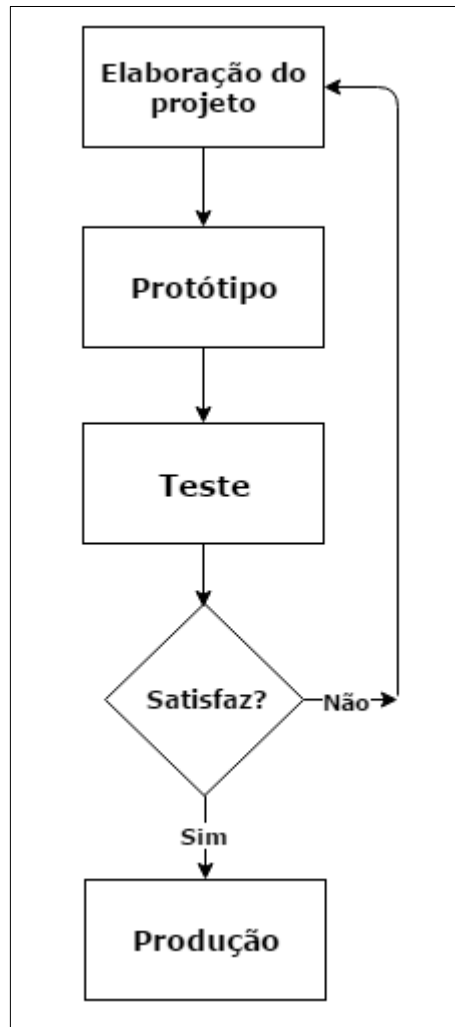 Elaboração do
projeto
Protótipo
Teste
Satisfaz?
Não
Sim
Produção